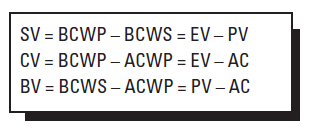 SV = BCWP – BCWS = EV – PV
CV = BCWP – ACWP = EV – AC
BV = BCWS – ACWP = PV – AC